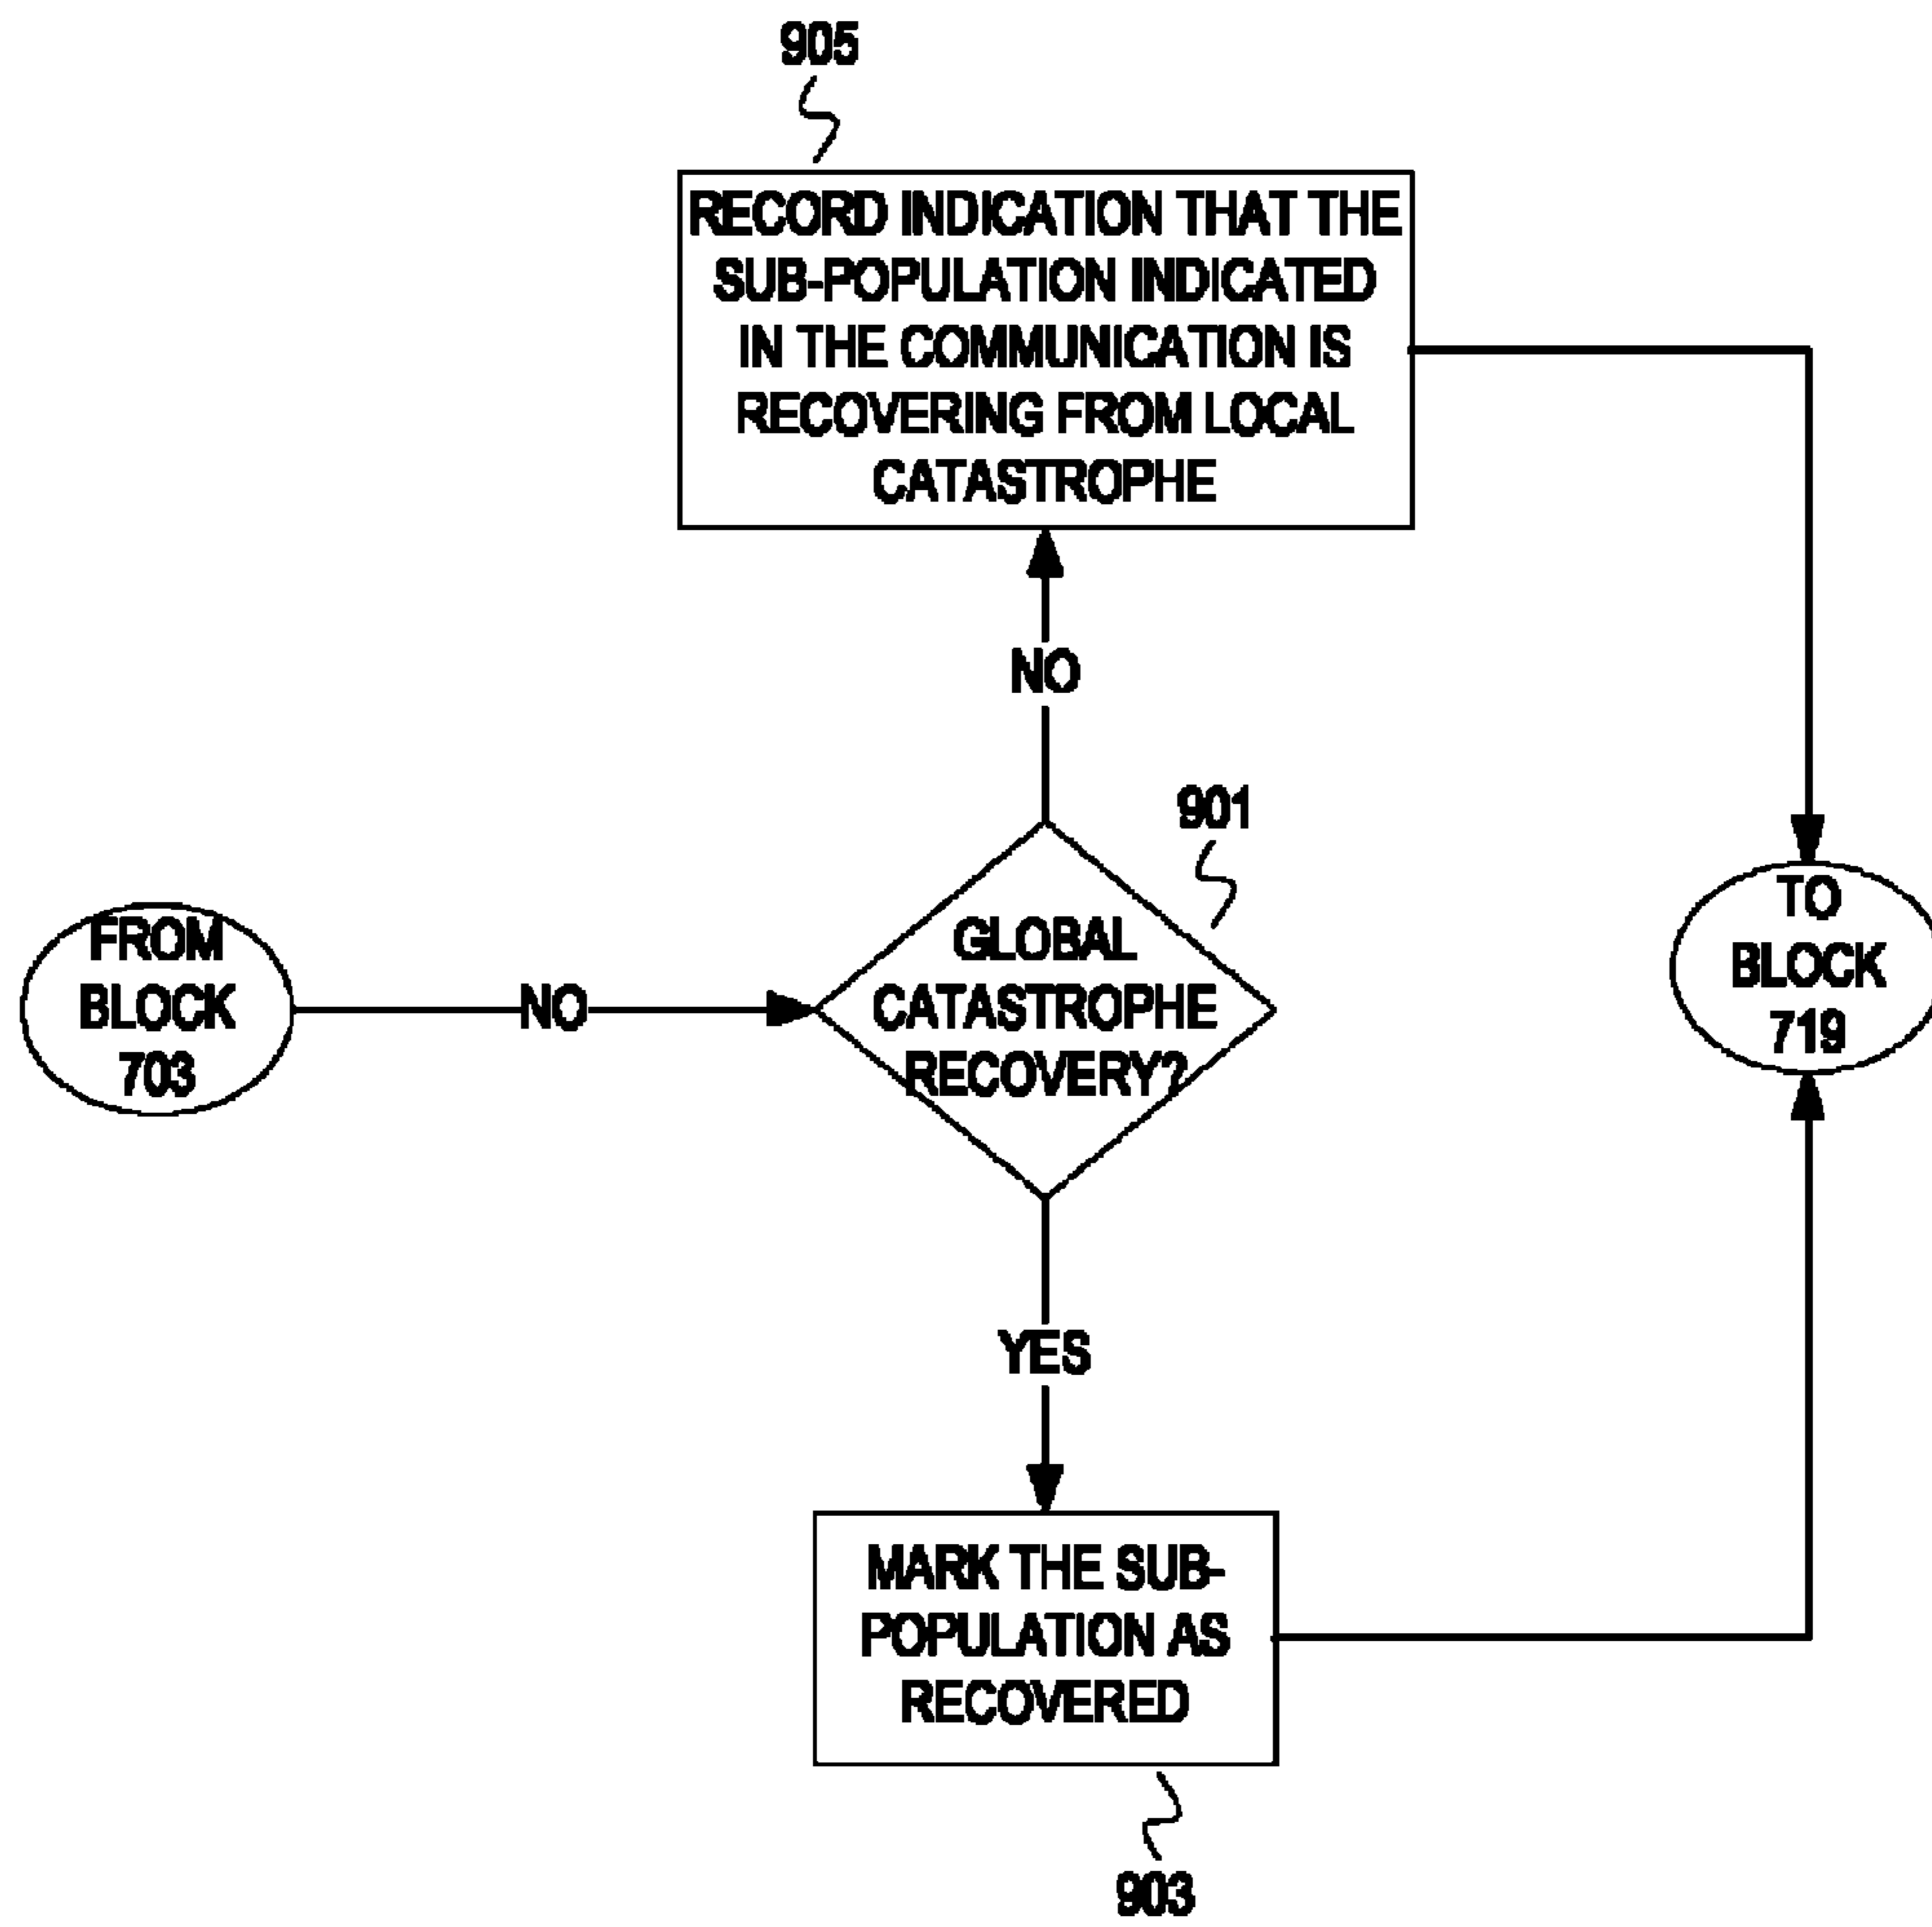 905
RECORD INDICATION THAT THE
SUB-POPULATION INDICATED
IN THE COMMUNICATION IS
RECOVERING FROM LOCAL
CATASTROPHE
NO
901
FROM
BLOCK
703
NO
GLOBAL
CATASTROPHE
RECOVERY?
TO
BLOCK
719
YES
MARK THE SUB-
POPULATION AS
RECOVERED
903